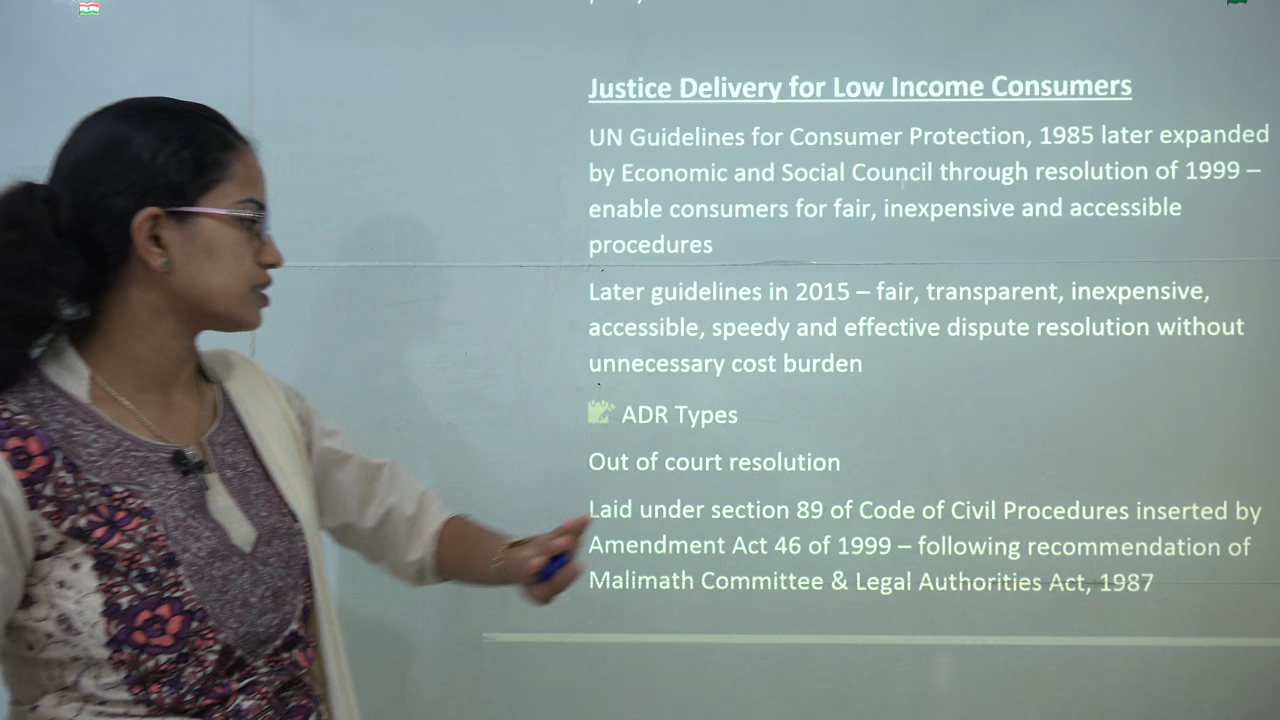 Justice Delivery for Low Income Consumers
UN Guidelines for Consumer Protection, 1985 later expanded
by Economic and Social Council through resolution of 1999 –
enable consumers for fair, inexpensive and accessible
procedures
Later guidelines in 2015 – fair, transparent, inexpensive,
accessible, speedy and effective dispute resolution without
unnecessary cost burden
ADR Types
Out of court resolution
Laid under section 89 of Code of Civil Procedures inserted by
Amendment Act 46 of 1999 – following recommendation of
Malimath Committee & Legal Authorities Act, 1987